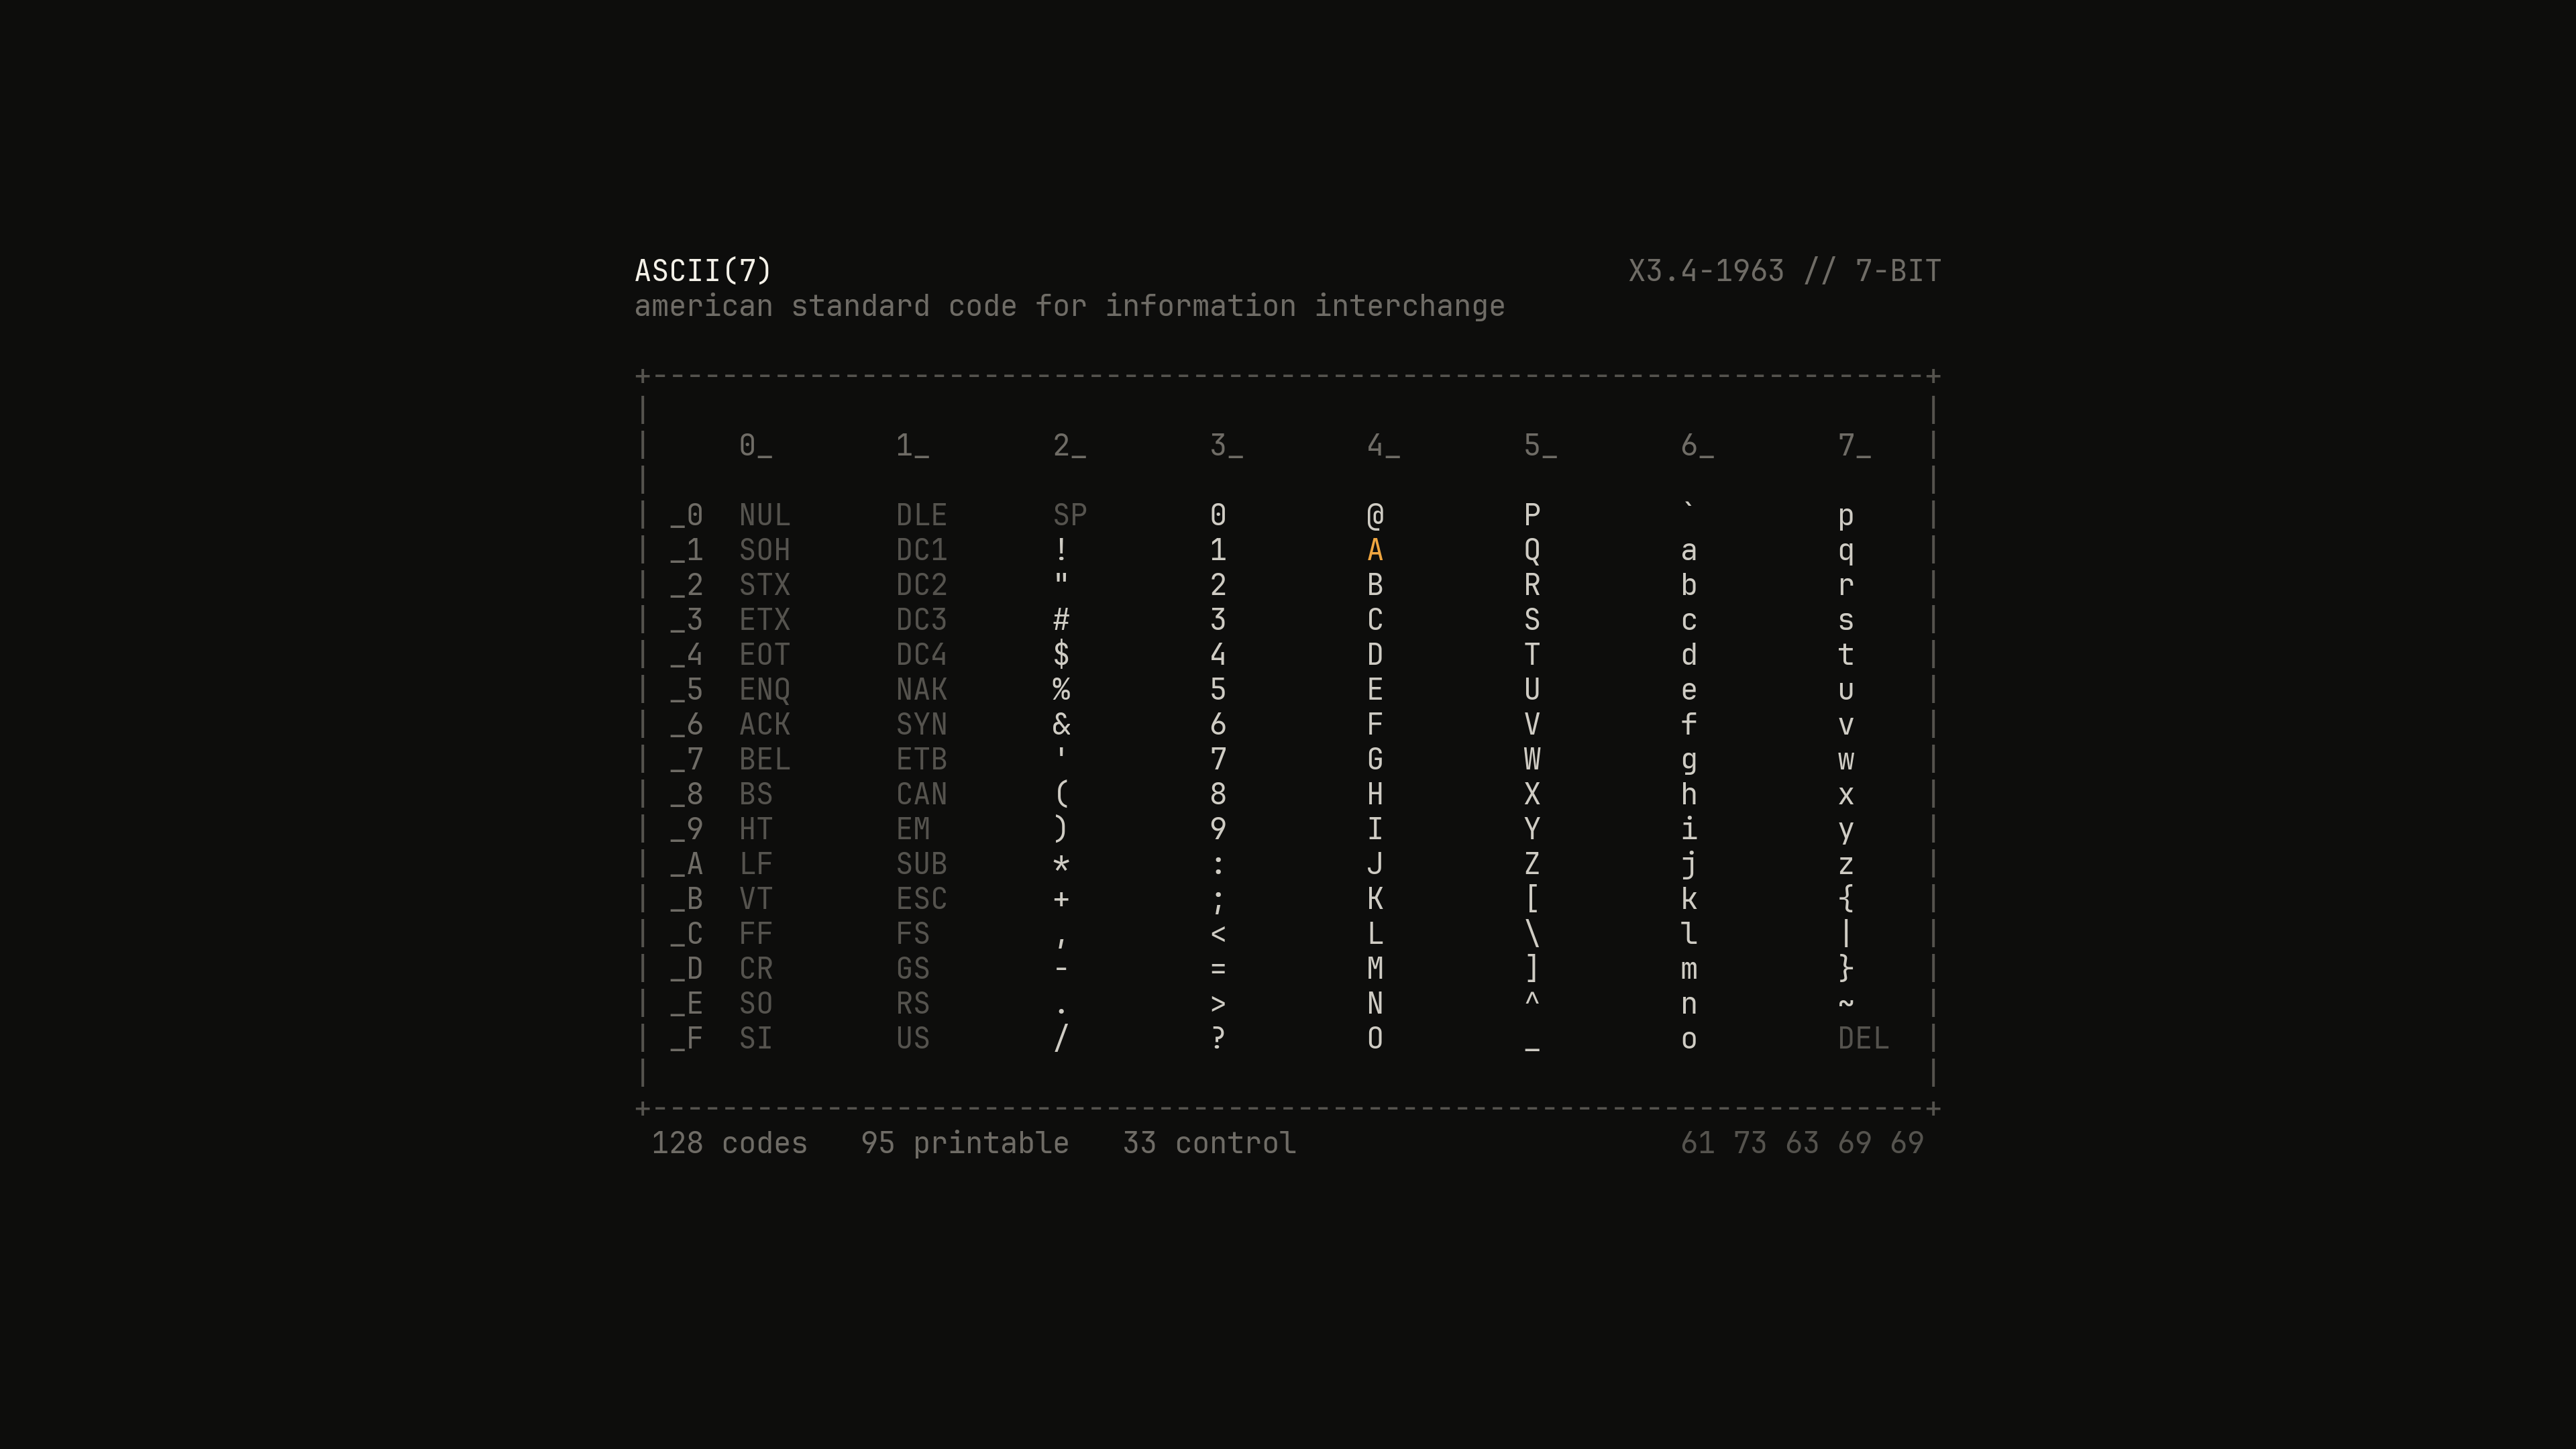 ASCII(7) X3.4-1963 // 7-BIT
american standard code for information interchange
+-------------------------------------------------------------------------+
0_ 1_ 2_ 3_ 4_ 5_ 6_ 7_
_0 NUL DLE SP 0 @ P ` p
_1 SOH DC1 ! 1 A Q a q
_2 STX DC2 " 2 B R b r
_3 ETX DC3 # 3 C S c s
_4 EOT DC4 $ 4 D T d t
_5 ENQ NAK % 5 E U e u
_6 ACK SYN & 6 F V f v
_7 BEL ETB ' 7 G W g w
_8 BS CAN ( 8 H X h x
_9 HT EM ) 9 I Y i y
_A LF SUB * : J Z j z
_B VT ESC + ; K [ k {
_C FF FS , < L \ l |
_D CR GS - = M ] m }
_E SO RS . > N ^ n ~
_F SI US / ? O _ o DEL
+-------------------------------------------------------------------------+
128 codes 95 printable 33 control 61 73 63 69 69